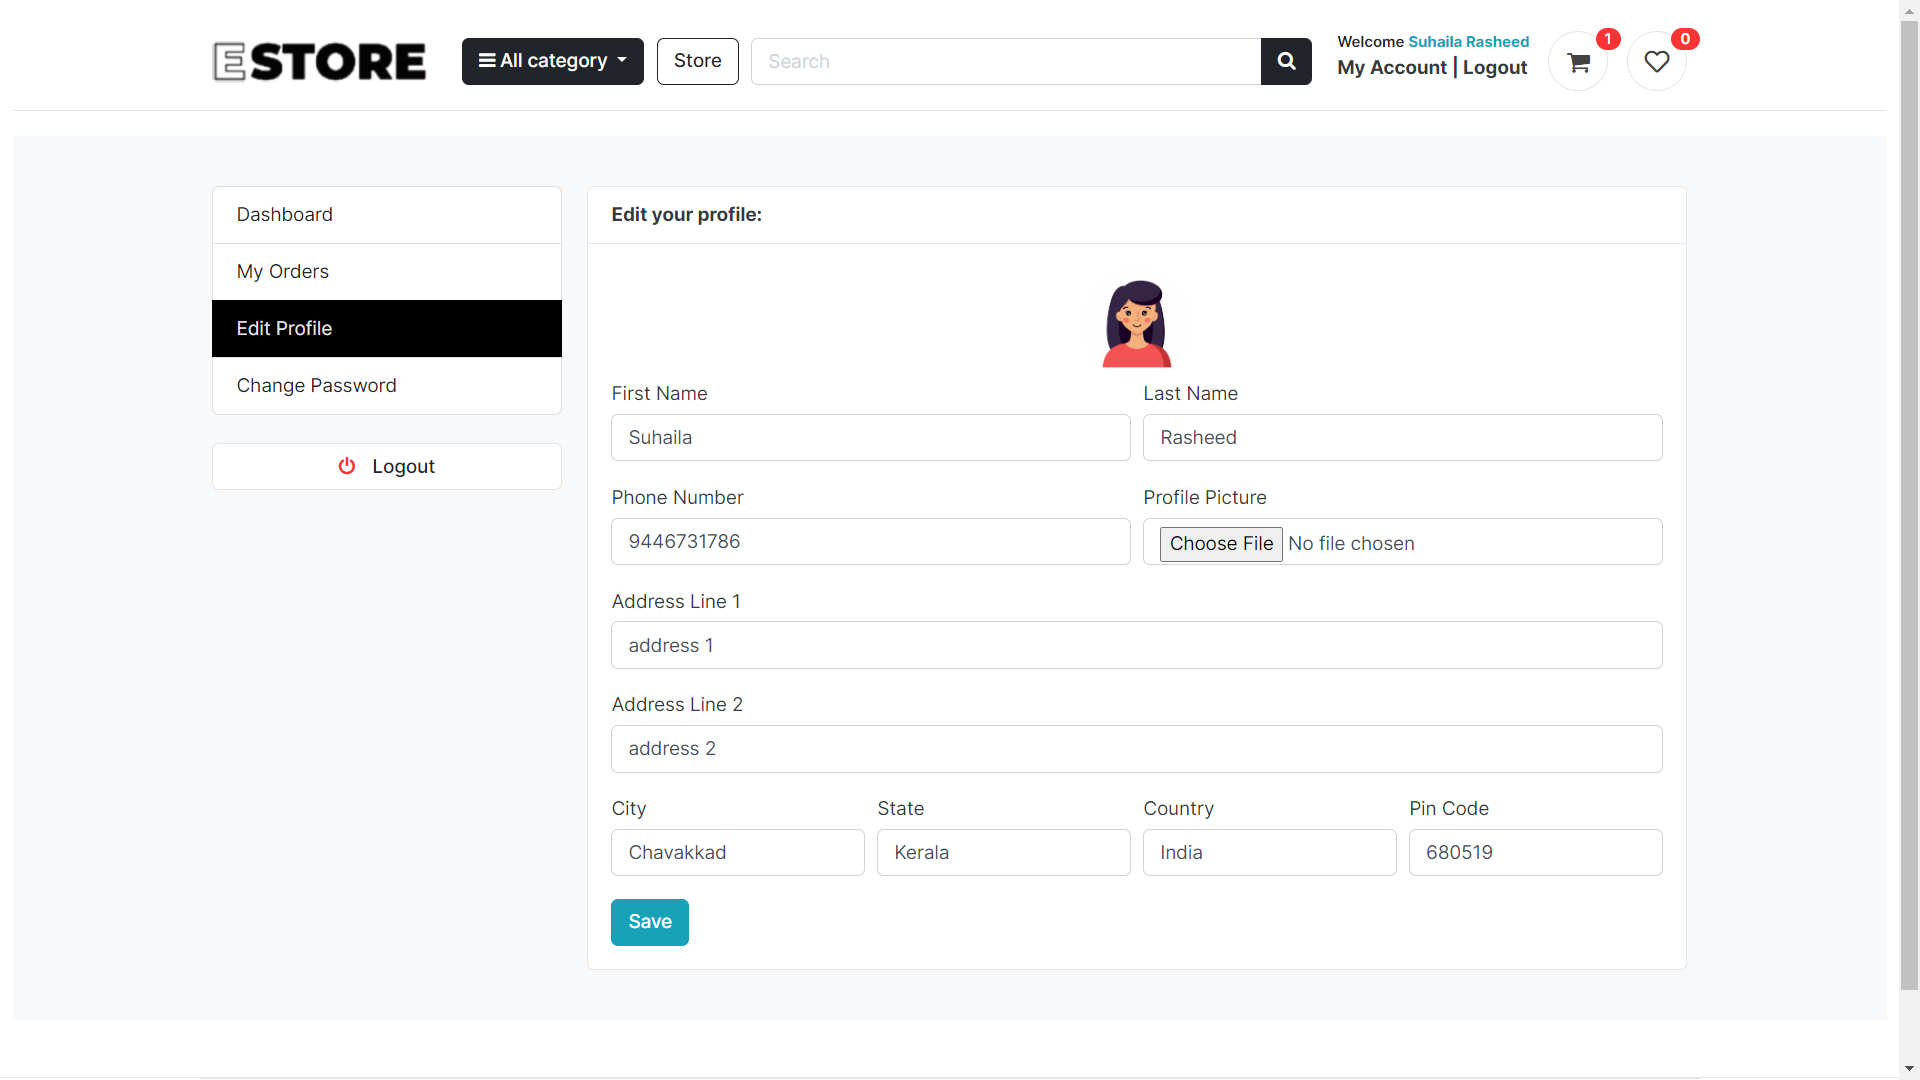 ESTORE
All category
Store
Search
Welcome Suhaila Rasheed
My Account | Logout
1
0
Dashboard
My Orders
Edit Profile
Change Password
Logout
Edit your profile:
First Name
Last Name
Suhaila
Rasheed
Phone Number
Profile Picture
9446731786
Choose File No file chosen
Address Line 1
address 1
Address Line 2
address 2
City
State
Country
Pin Code
Chavakkad
Kerala
India
680519
Save